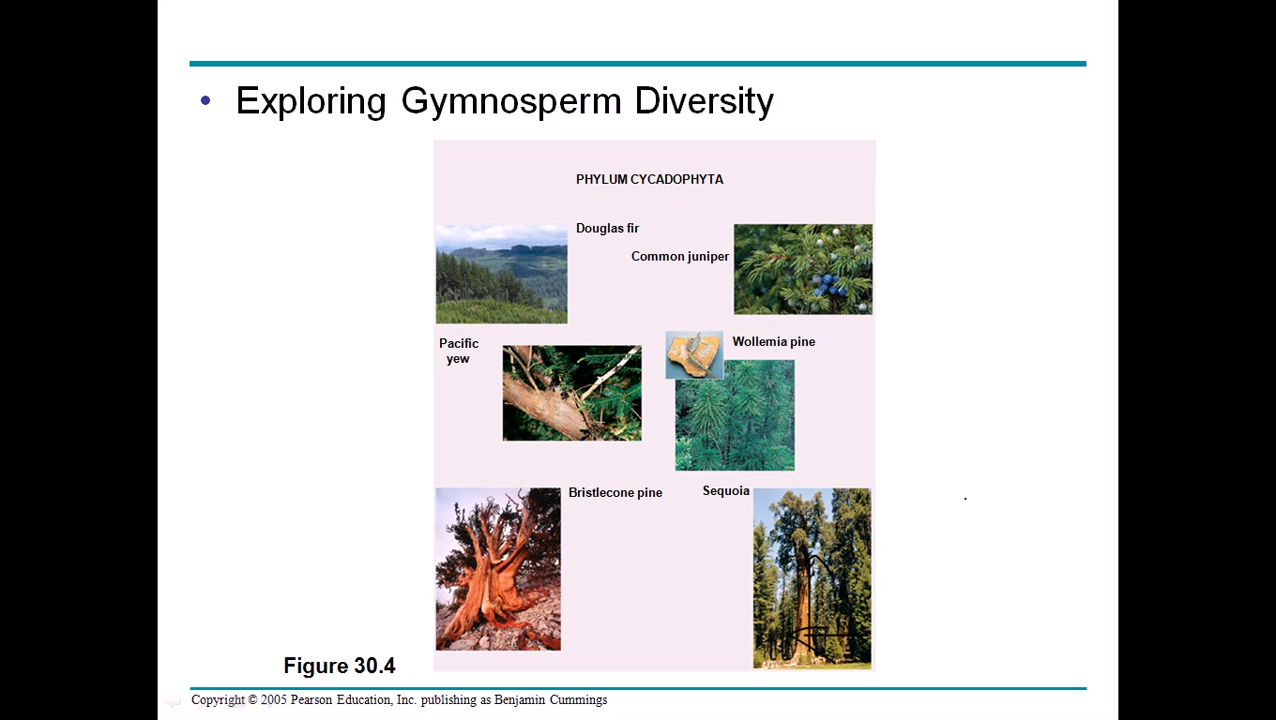 • Exploring Gymnosperm Diversity
PHYLUM CYCADOPHYTA
Douglas fir
Common juniper
Pacific
yew
Wollemia pine
Bristlecone pine
Sequoia
Figure 30.4
Copyright © 2005 Pearson Education, Inc. publishing as Benjamin Cummings